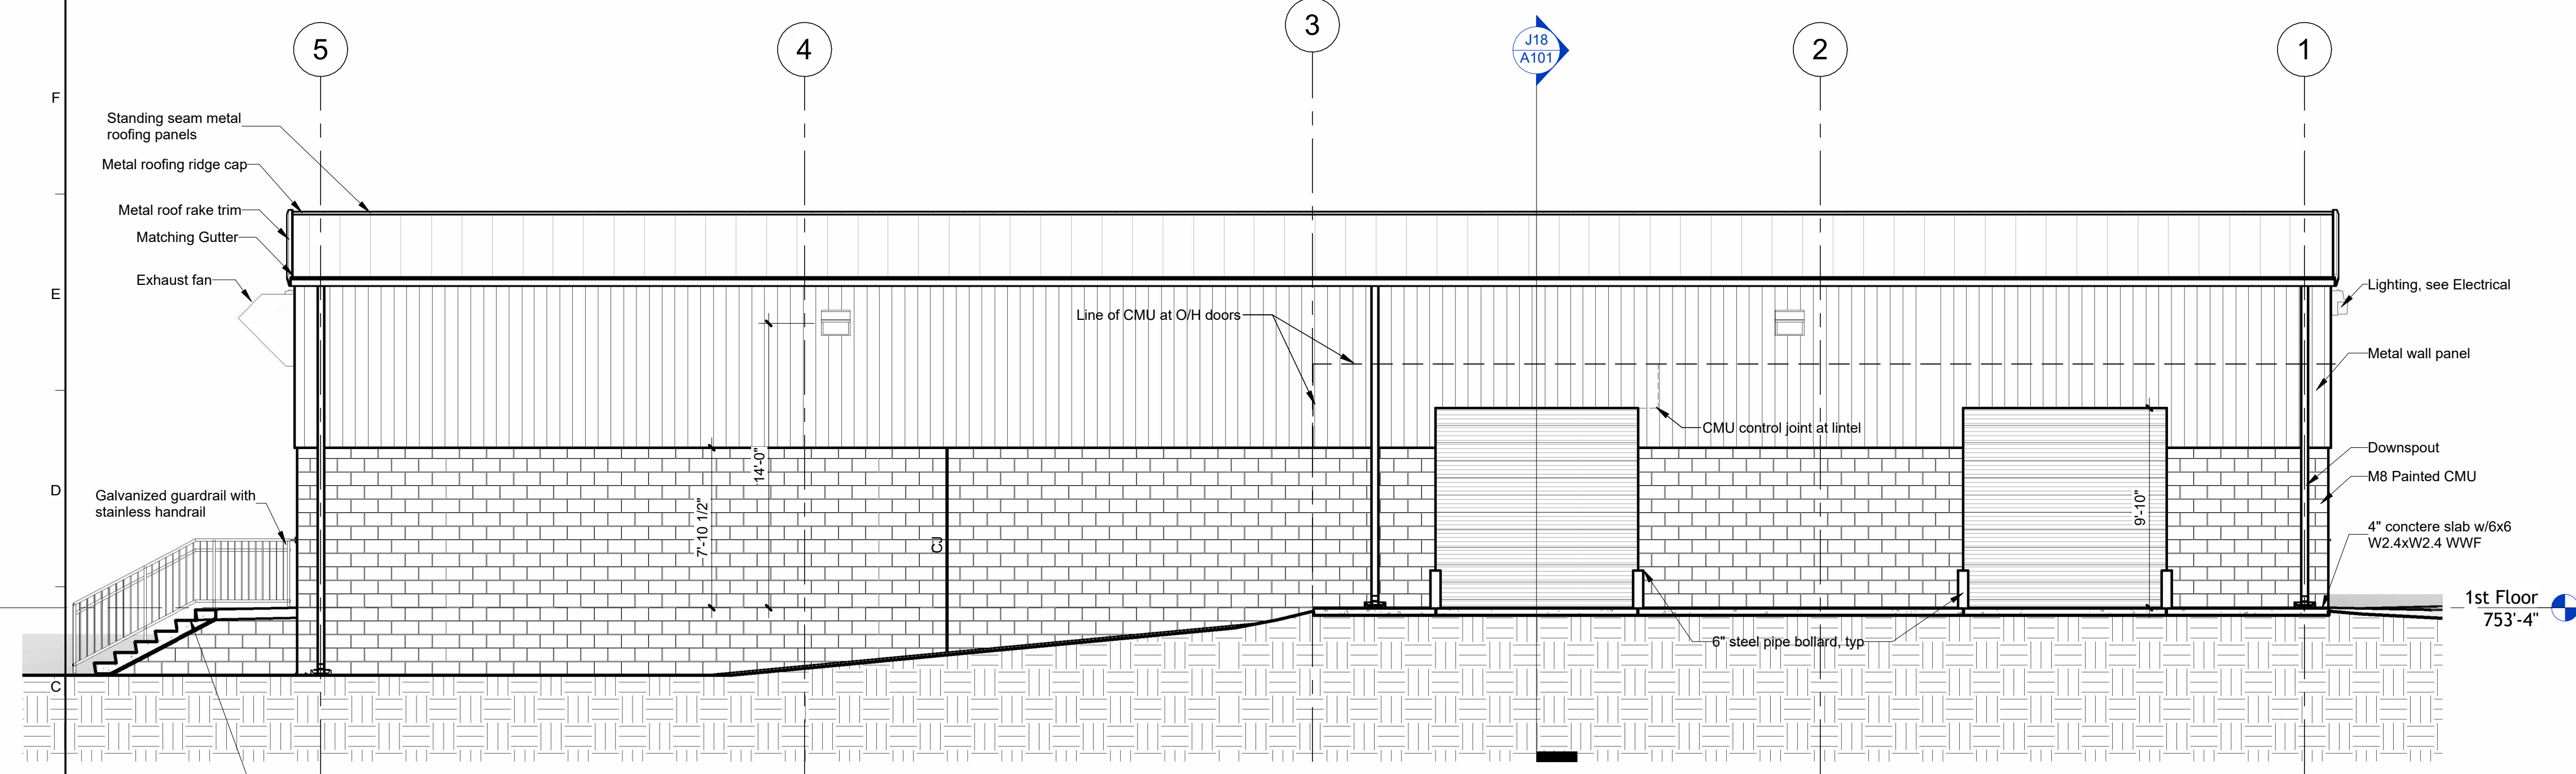 5
4
3
2
1
J18
A101
F
E
D
C
Standing seam metal
roofing panels
Metal roofing ridge cap
Metal roof rake trim
Matching Gutter
Exhaust fan
Galvanized guardrail with
stainless handrail
7'-10 1/2"
14'-0"
CJ
Line of CMU at O/H doors
CMU control joint at lintel
6" steel pipe bollard, typ
9'-10"
Lighting, see Electrical
Metal wall panel
Downspout
M8 Painted CMU
4" conctere slab w/6x6
W2.4xW2.4 WWF
1st Floor
753'-4"